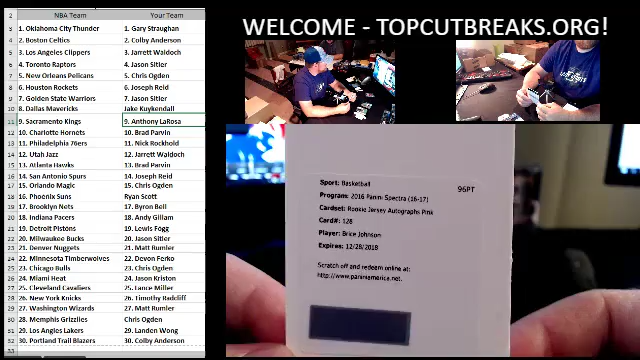 WELCOME - TOPCUTBREAKS.ORG!
NBA Team Your Team
1. Oklahoma City Thunder 1. Gary Straughan
2. Boston Celtics 2. Colby Anderson
3. Los Angeles Clippers 3. Jarrett Waldoch
4. Toronto Raptors 4. Jason Sitler
5. New Orleans Pelicans 5. Chris Ogden
6. Houston Rockets 6. Joseph Reid
7. Golden State Warriors 7. Jason Sitler
8. Dallas Mavericks Jake Kuykendall
9. Sacramento Kings 9. Anthony LaRosa
10. Charlotte Hornets 10. Brad Parvin
11. Philadelphia 76ers 11. Nick Rockhold
12. Utah Jazz 12. Jarrett Waldoch
13. Atlanta Hawks 13. Brad Parvin
14. San Antonio Spurs 14. Joseph Reid
15. Orlando Magic 15. Chris Ogden
16. Phoenix Suns Ryan Scott
17. Brooklyn Nets 17. Byron Bell
18. Indiana Pacers 18. Andy Gillam
19. Detroit Pistons 19. Lewis Fogg
20. Milwaukee Bucks 20. Jason Sitler
21. Denver Nuggets 21. Matt Rumler
22. Minnesota Timberwolves 22. Devon Ferko
23. Chicago Bulls 23. Chris Ogden
24. Miami Heat 24. Jason Kriston
25. Cleveland Cavaliers 25. Lance Miller
26. New York Knicks 26. Timothy Radcliff
27. Washington Wizards 27. Matt Rumler
28. Memphis Grizzlies Chris Ogden
29. Los Angeles Lakers 29. Landen Wong
30. Portland Trail Blazers 30. Colby Anderson
Sport: Basketball 96PT
Program: 2016 Panini Spectra (16-17)
Cardset: Rookie Jersey Autographs Pink
Card#: 128
Player: Brice Johnson
Expires: 12/28/2018
Scratch off and redeem online at:
http://www.paniniamerica.net.